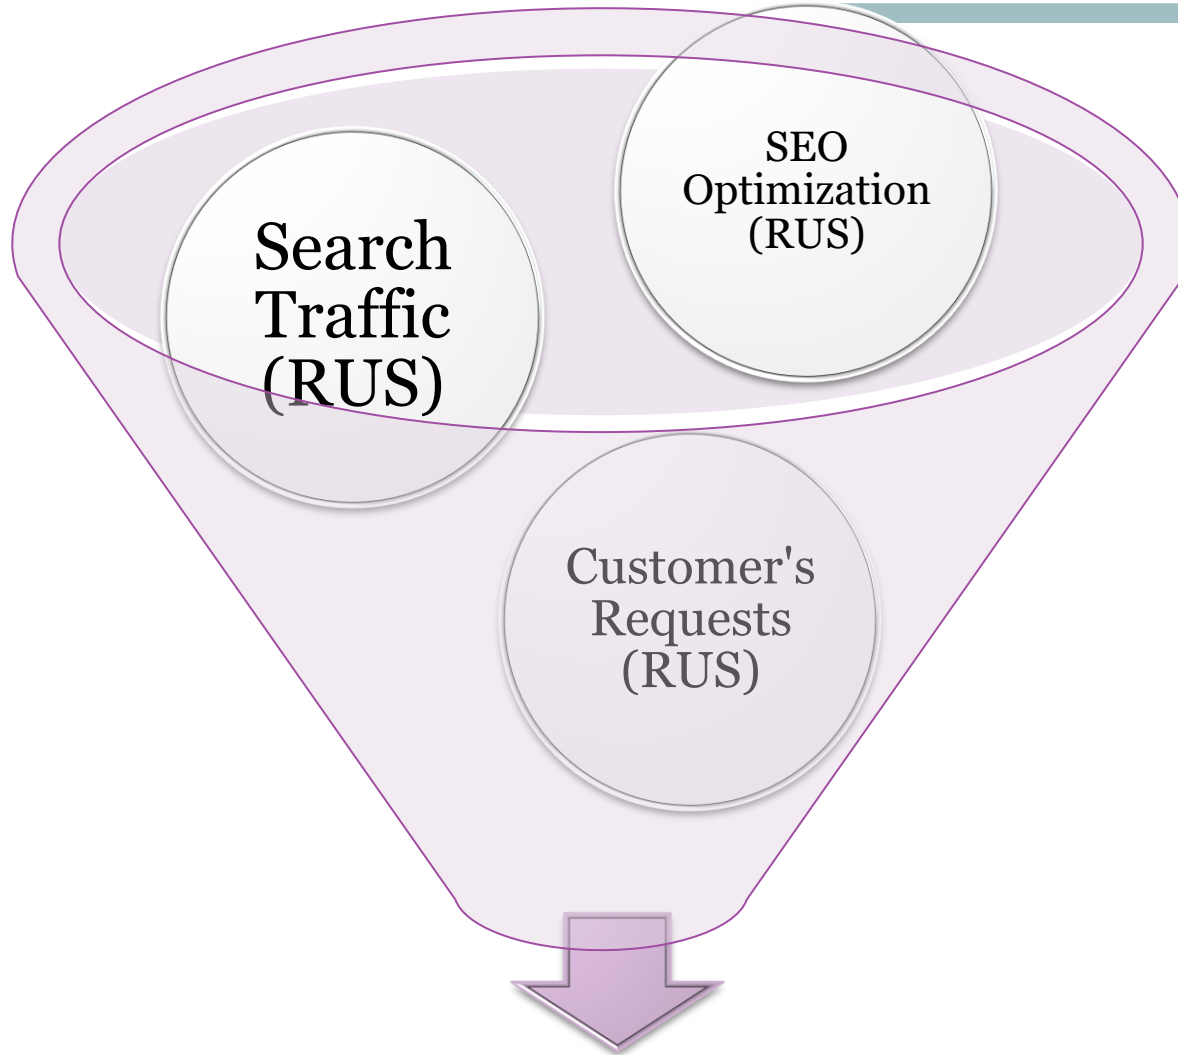 SEO
Optimization
(RUS)
Search
Traffic
(RUS)
Customer's
Requests
(RUS)